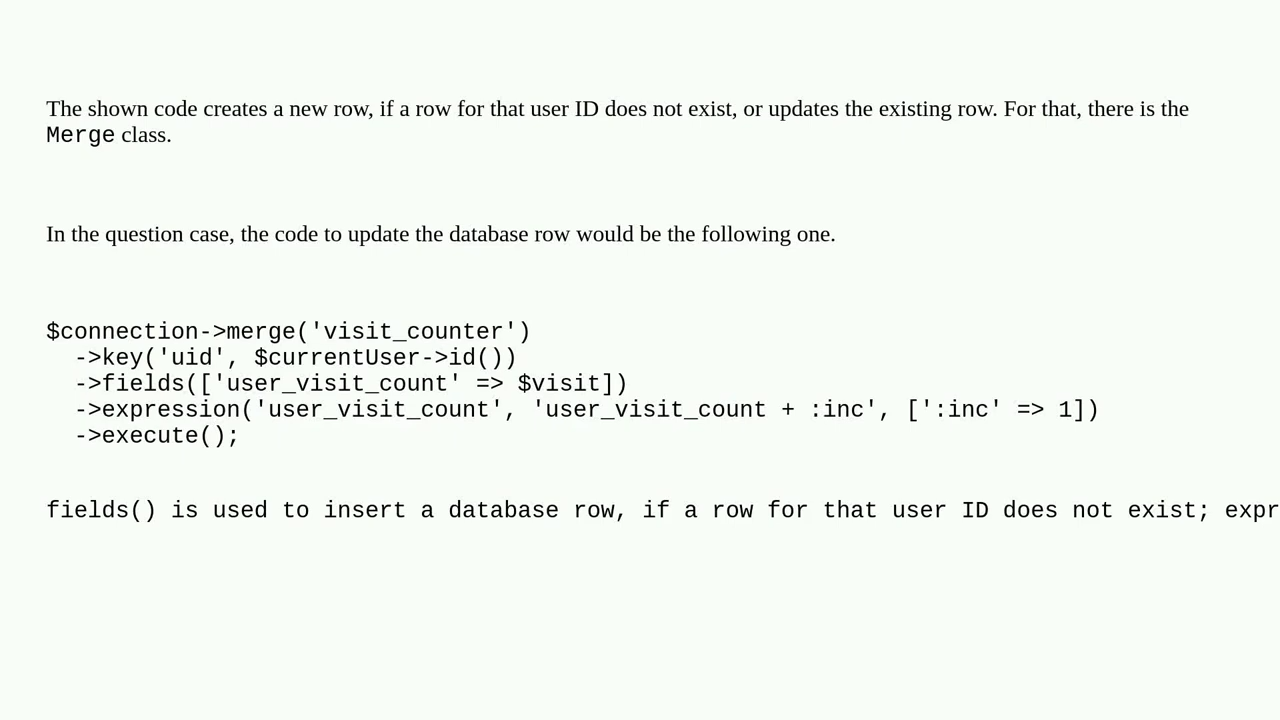 The shown code creates a new row, if a row for that user ID does not exist, or updates the existing row. For that, there is the
Merge class.
In the question case, the code to update the database row would be the following one.
$connection->merge('visit_counter')
  ->key('uid', $currentUser->id())
  ->fields(['user_visit_count' => $visit])
  ->expression('user_visit_count', 'user_visit_count + :inc', [':inc' => 1])
  ->execute();
fields() is used to insert a database row, if a row for that user ID does not exist; expr